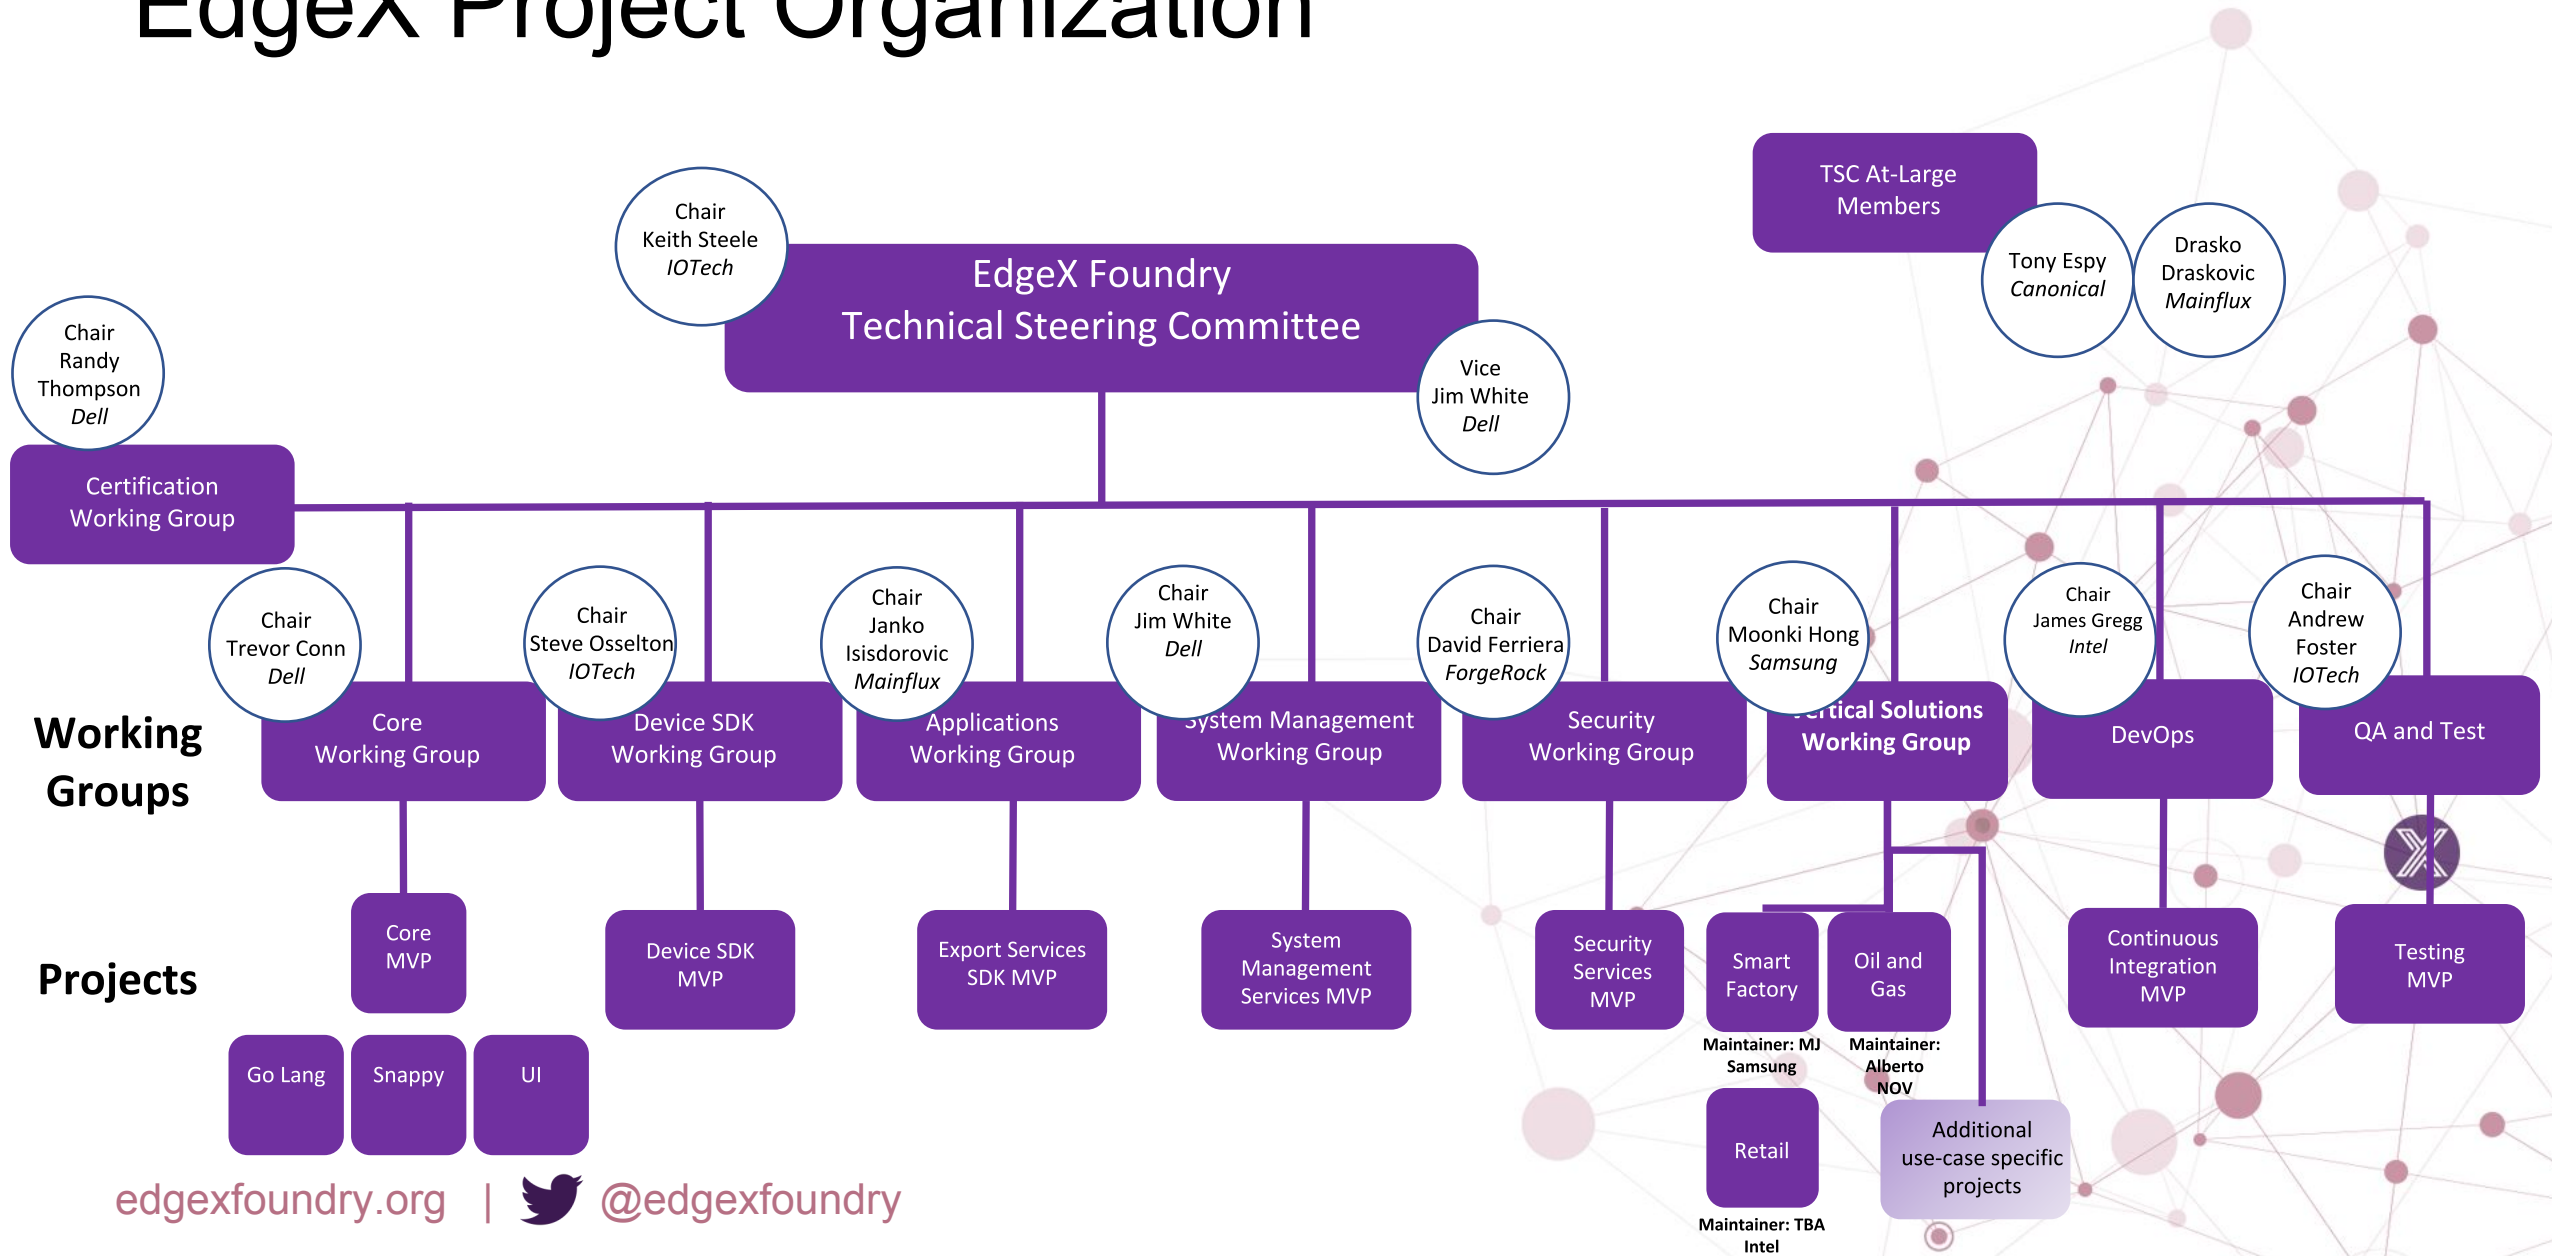 EdgeX Project Organization
TSC At-Large
Members
Tony Espy
Canonical
Drasko
Draskovic
Mainflux
Chair
Keith Steele
IOTech
EdgeX Foundry
Technical Steering Committee
Vice
Jim White
Dell
Chair
Randy
Thompson
Dell
Certification
Working Group
Chair
Trevor Conn
Dell
Chair
Steve Osselton
IOTech
Chair
Janko
Isisdorovic
Mainflux
Chair
Jim White
Dell
Chair
David Ferriera
ForgeRock
Chair
Moonki Hong
Samsung
Chair
James Gregg
Intel
Chair
Andrew
Foster
IOTech
Working
Groups
Core
Working Group
Device SDK
Working Group
Applications
Working Group
System Management
Working Group
Security
Working Group
Vertical Solutions
Working Group
DevOps
QA and Test
Projects
Core
MVP
Device SDK
MVP
Export Services
SDK MVP
System
Management
Services MVP
Security
Services
MVP
Smart
Factory
Oil and
Gas
Continuous
Integration
MVP
Testing
MVP
Maintainer: MJ
Samsung
Maintainer:
Alberto
NOV
Go Lang
Snappy
UI
Retail
Additional
use-case specific
projects
Maintainer: TBA
Intel
edgexfoundry.org | @edgexfoundry